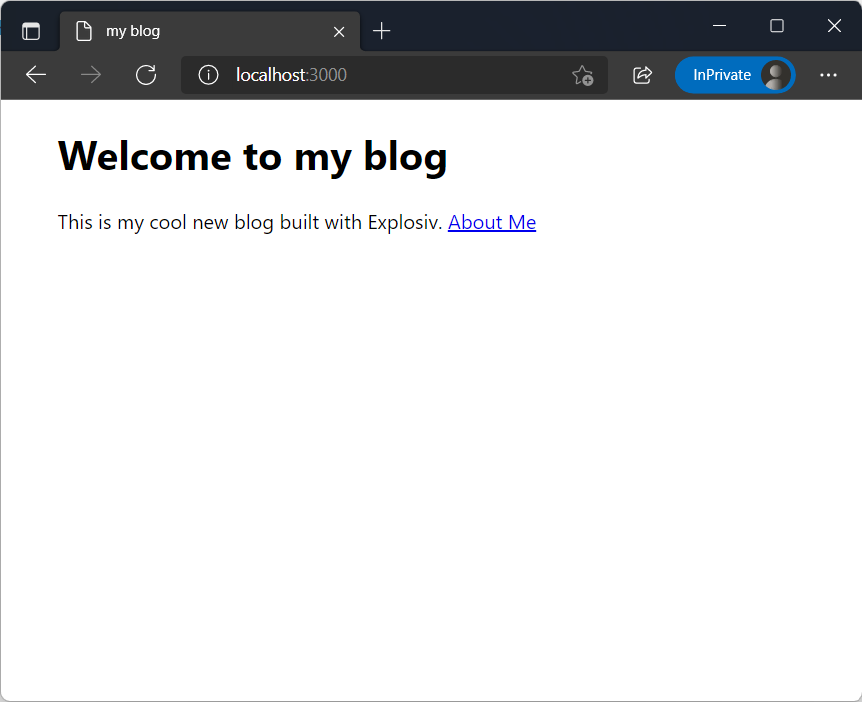 my blog
localhost:3000
InPrivate
Welcome to my blog
This is my cool new blog built with Explosiv. About Me